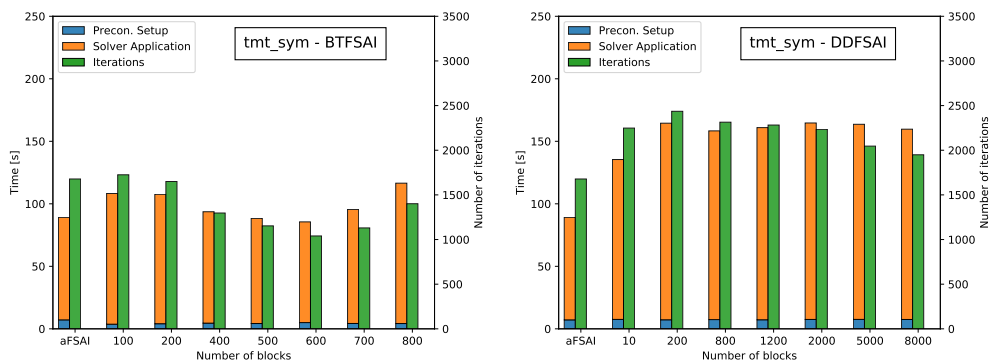 tmt_sym - BTFSAI
Precon. Setup
Solver Application
Iterations
250
200
150
100
50
0
Time [s]
3500
3000
2500
2000
1500
1000
500
0
Number of iterations
aFSAI 100 200 400 500 600 700 800
Number of blocks
tmt_sym - DDFSAI
Precon. Setup
Solver Application
Iterations
250
200
150
100
50
0
Time [s]
3500
3000
2500
2000
1500
1000
500
0
Number of iterations
aFSAI 10 200 800 1200 2000 5000 8000
Number of blocks